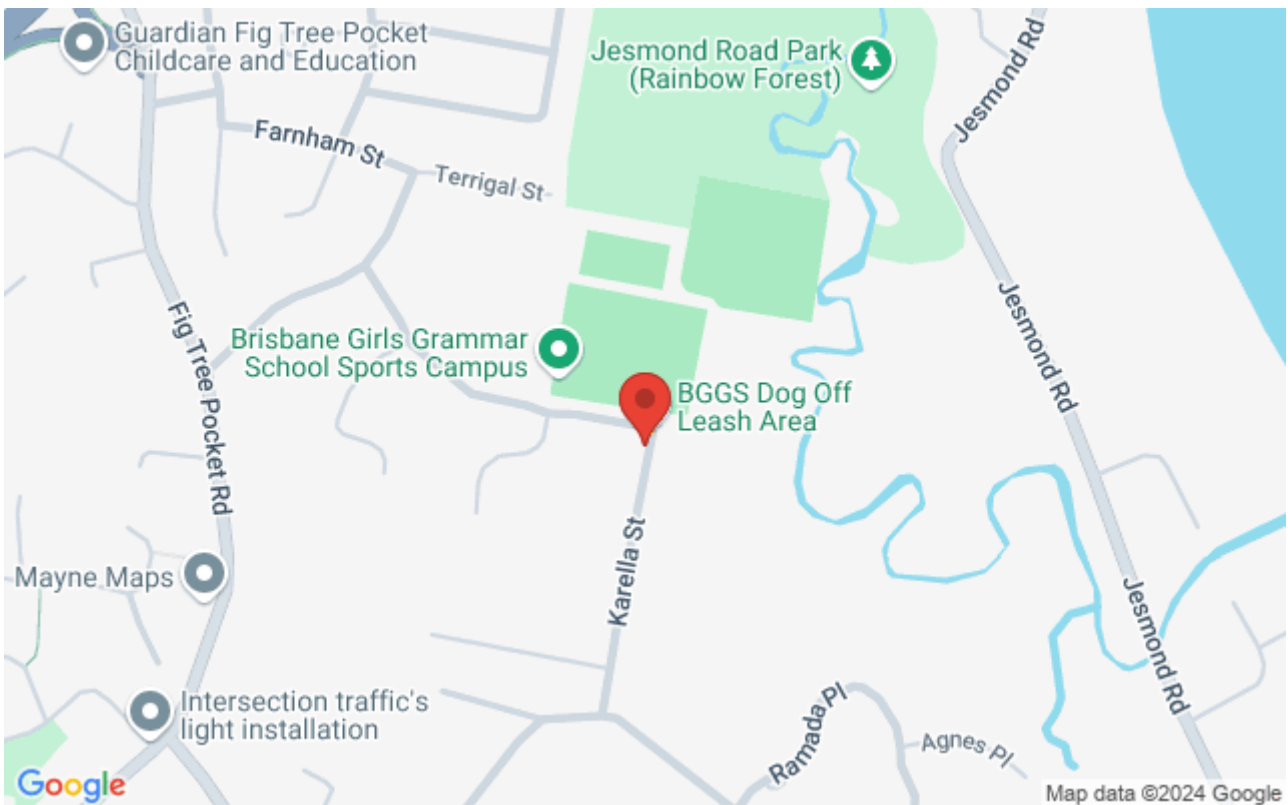 Guardian Fig Tree Pocket
Childcare and Education
Jesmond Road Park
(Rainbow Forest)
Jesmond Rd
Farnham St
Terrigal St
Fig Tree Pocket Rd
Brisbane Girls Grammar
School Sports Campus
BGGS Dog Off
Leash Area
Jesmond Rd
Karella St
Mayne Maps
Jesmond Rd
Intersection traffic's
light installation
Ramada Pl
Agnes Pl
Google
Map data ©2024 Google